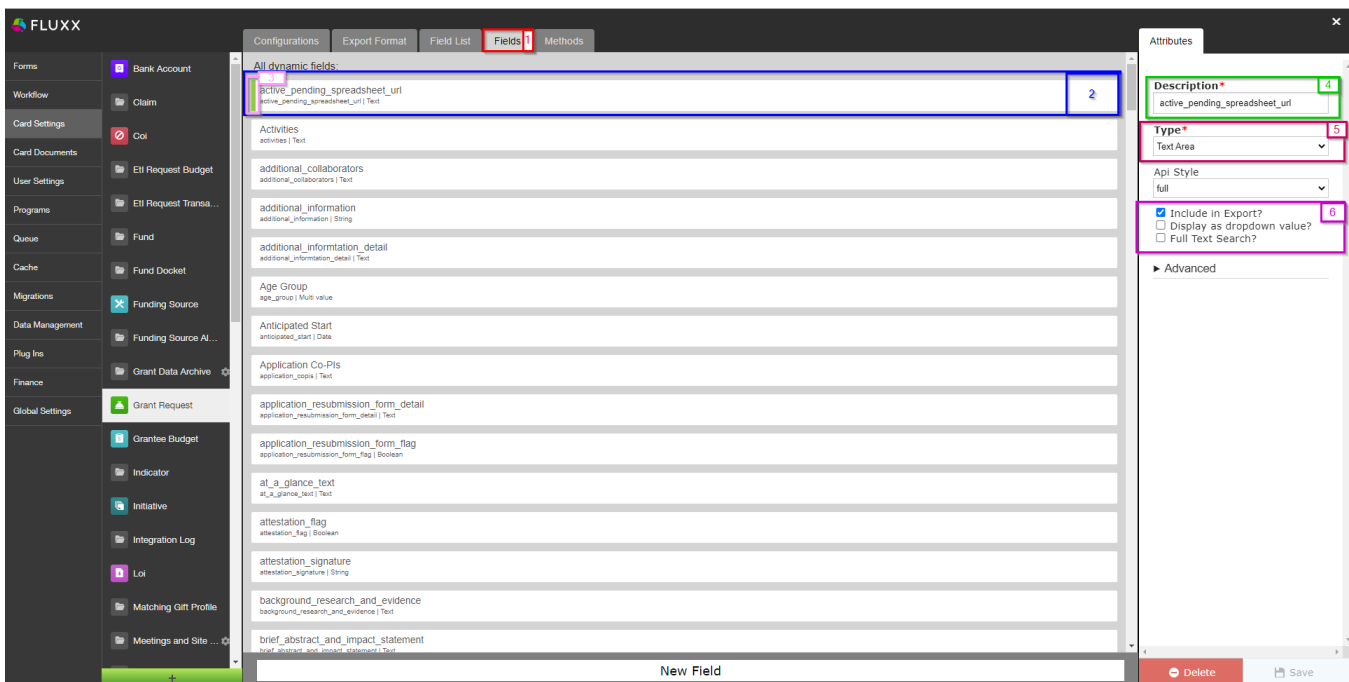 FLUXX
Forms
Workflow
Card Settings
Card Documents
User Settings
Programs
Queue
Cache
Migrations
Data Management
Plug Ins
Finance
Global Settings
Bank Account
Claim
Coi
Etl Request Budget
Etl Request Transa...
Fund
Fund Docket
Funding Source
Funding Source Al...
Grant Data Archive
Grant Request
Grantee Budget
Indicator
Initiative
Integration Log
Loi
Matching Gift Profile
Meetings and Site ...
+
Configurations Export Format Field List Fields 1 Methods
All dynamic fields:
3
active_pending_spreadsheet_url
active_pending_spreadsheet_url | Text
2
Activities
activities | Text
additional_collaborators
additional_collaborators | Text
additional_information
additional_information | String
additional_informtation_detail
additional_informtation_detail | Text
Age Group
age_group | Multi value
Anticipated Start
anticipated_start | Date
Application Co-PIs
application_copis | Text
application_resubmission_form_detail
application_resubmission_form_detail | Text
application_resubmission_form_flag
application_resubmission_form_flag | Boolean
at_a_glance_text
at_a_glance_text | Text
attestation_flag
attestation_flag | Boolean
attestation_signature
attestation_signature | String
background_research_and_evidence
background_research_and_evidence | Text
brief_abstract_and_impact_statement
brief_abstract_and_impact_statement | Text
New Field
×
Attributes
Description* 4
active_pending_spreadsheet_url
Type* 5
Text Area
Api Style
full
Include in Export? 6
Display as dropdown value?
Full Text Search?
Advanced
Delete Save